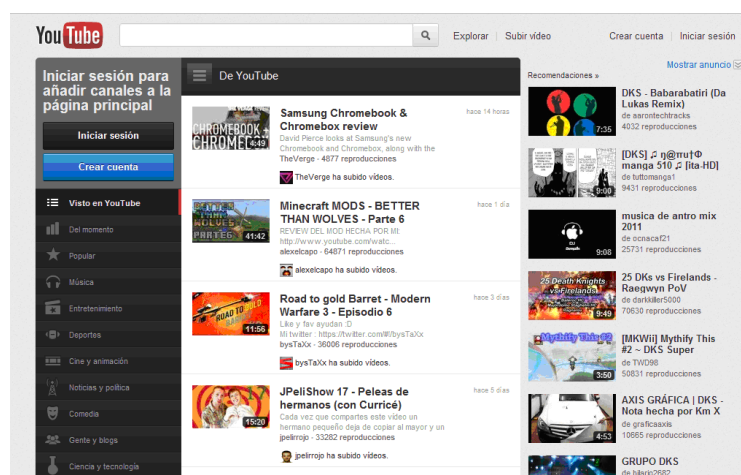 YouTube
Explorar
Subir vídeo
Crear cuenta
Iniciar sesión
Iniciar sesión para
añadir canales a la
página principal
Iniciar sesión
Crear cuenta
Visto en YouTube
Del momento
Popular
Música
Entretenimiento
Deportes
Cine y animación
Noticias y política
Comedia
Gente y blogs
Ciencia y tecnología
De YouTube
CHROMEBOOK +
4:49
Samsung Chromebook &
Chromebox review
hace 14 horas
David Pierce looks at Samsung's new
Chromebook and Chromebox, along with the
TheVerge - 4877 reproducciones
TheVerge ha subido vídeos.
41:42
Minecraft MODS - BETTER
THAN WOLVES - Parte 6
hace 1 día
REVIEW DEL MOD HECHA POR MI:
http://www.youtube.com/watc...
alexelcapo - 64871 reproducciones
alexelcapo ha subido vídeos.
ROAD TO GOLD
11:56
Road to gold Barret - Modern
Warfare 3 - Episodio 6
hace 3 días
Like y fav ayudan :D
Mi twitter : https://twitter.com/#!/bysTaXx
bysTaXx - 36006 reproducciones
bysTaXx ha subido vídeos.
15:20
JPeliShow 17 - Peleas de
hermanos (con Curricé)
hace 5 días
Cada vez que compartes este vídeo un
hermano pequeño deja de copiar al mayor y un
jpelirrojo - 33282 reproducciones
jpelirrojo ha subido vídeos.
Mostrar anuncio
Recomendaciones »
7:35
DKS - Babarabatiri (Da
Lukas Remix)
de aarontechtracks
4032 reproducciones
9:00
manga 510 ♫ [ita-HD]
de tuttomanga1
9431 reproducciones
9:08
musica de antro mix
2011
de ocnacaf21
25731 reproducciones
25 Death Knights
vs Firelands
9:49
25 DKs vs Firelands -
Raegwyn PoV
de darkkiller5000
70630 reproducciones
Mythify This #2
3:50
[MKWii] Mythify This
#2 ~ DKS Super
de TWD98
50831 reproducciones
4:53
AXIS GRÁFICA | DKS -
Nota hecha por Km X
de graficaaxis
10665 reproducciones
GRUPO DKS
de hilario2682